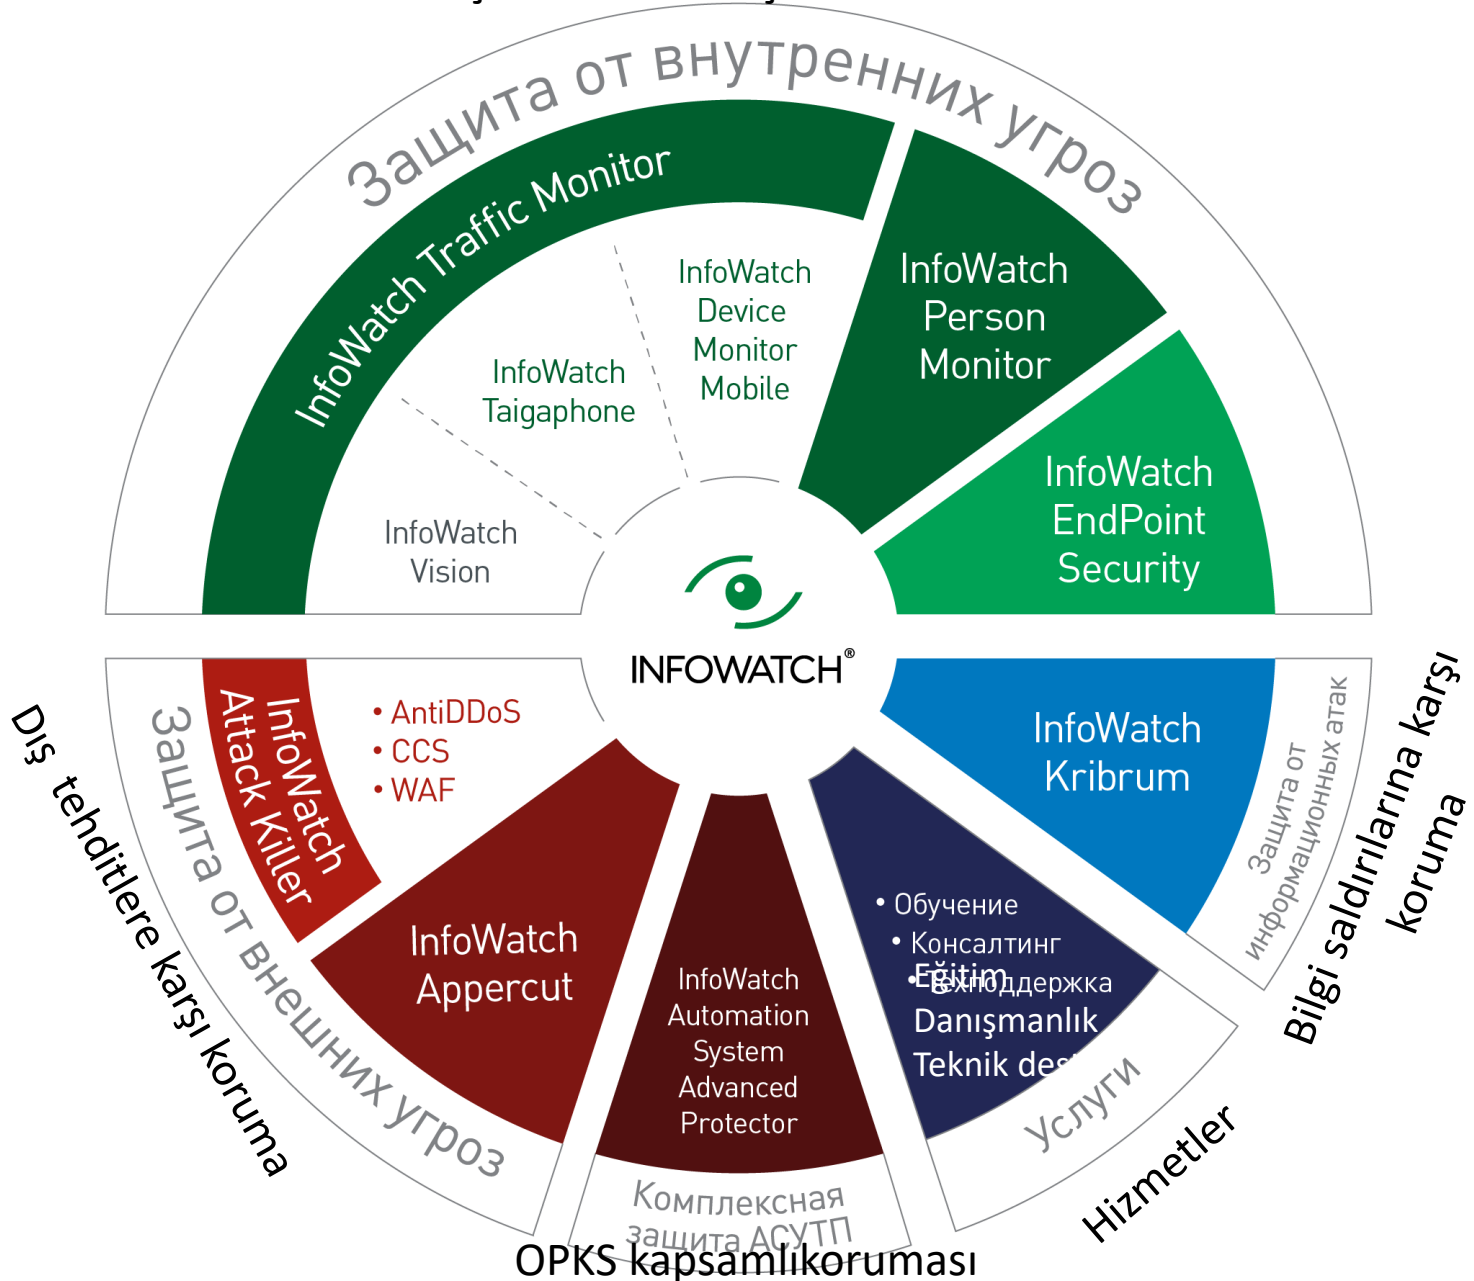 Защита от внутренних угроз
InfoWatch Traffic Monitor
InfoWatch
Device
Monitor
Mobile
InfoWatch
Person
Monitor
InfoWatch
Taigaphone
InfoWatch
EndPoint
Security
InfoWatch
Vision
INFOWATCH®
InfoWatch
Attack Killer
• AntiDDoS
• CCS
• WAF
InfoWatch
Kribrum
Защита от
информационных атак
Bilgi saldırılarına karşı
koruma
Защита от внешних угроз
Dış tehditlere karşı koruma
InfoWatch
Appercut
InfoWatch
Automation
System
Advanced
Protector
• Обучение
• Консалтинг
• Техподдержка
Eğitim
Danışmanlık
Teknik des
Услуги
Hizmetler
Комплексная
защита АСУТП
OPKS kapsamlıkoruması